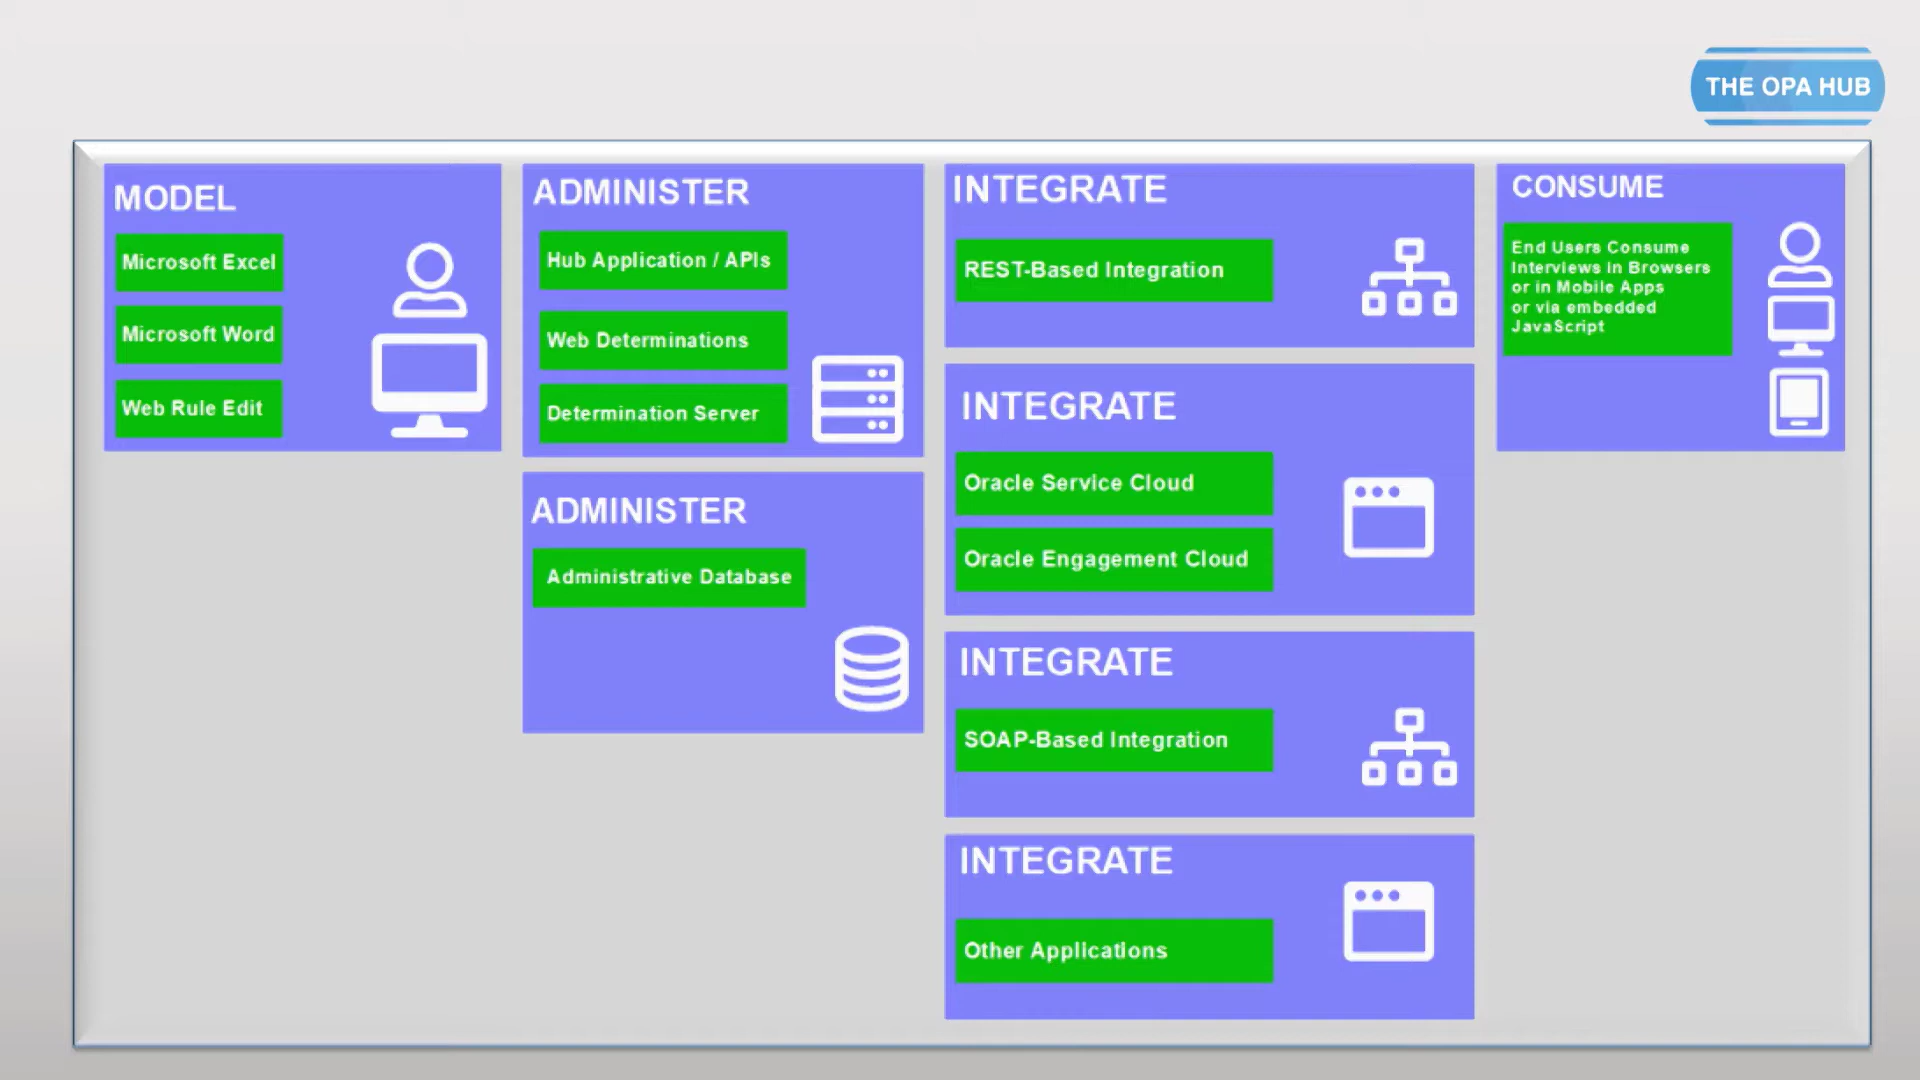 THE OPA HUB
MODEL
Microsoft Excel
Microsoft Word
Web Rule Edit
ADMINISTER
Hub Application / APIs
Web Determinations
Determination Server
ADMINISTER
Administrative Database
INTEGRATE
REST-Based Integration
INTEGRATE
Oracle Service Cloud
Oracle Engagement Cloud
INTEGRATE
SOAP-Based Integration
INTEGRATE
Other Applications
CONSUME
End Users Consume
Interviews in Browsers
or in Mobile Apps
or via embedded
JavaScript